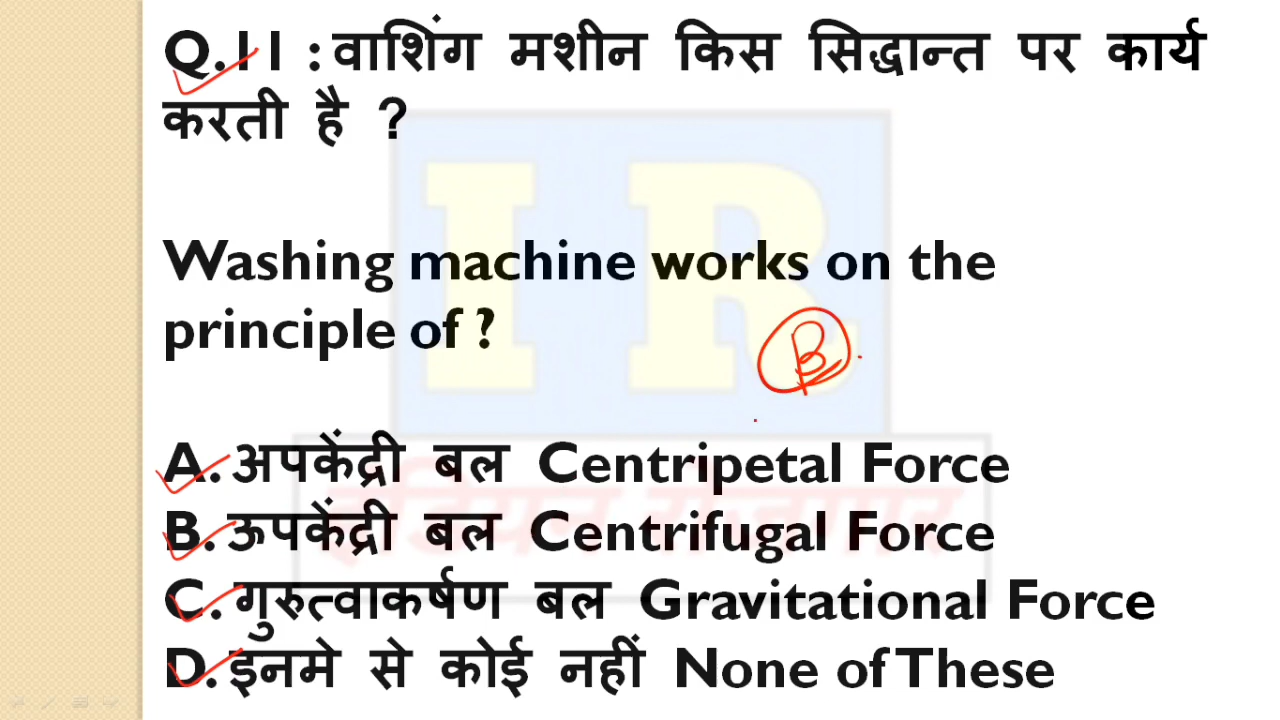 Q.11 : वाशिंग मशीन किस सिद्धान्त पर कार्य
करती है ?
Washing machine works on the
principle of ?
B
A. अपकेंद्री बल Centripetal Force
B. ऊपकेंद्री बल Centrifugal Force
C. गुरुत्वाकर्षण बल Gravitational Force
D. इनमे से कोई नहीं None of These
I R